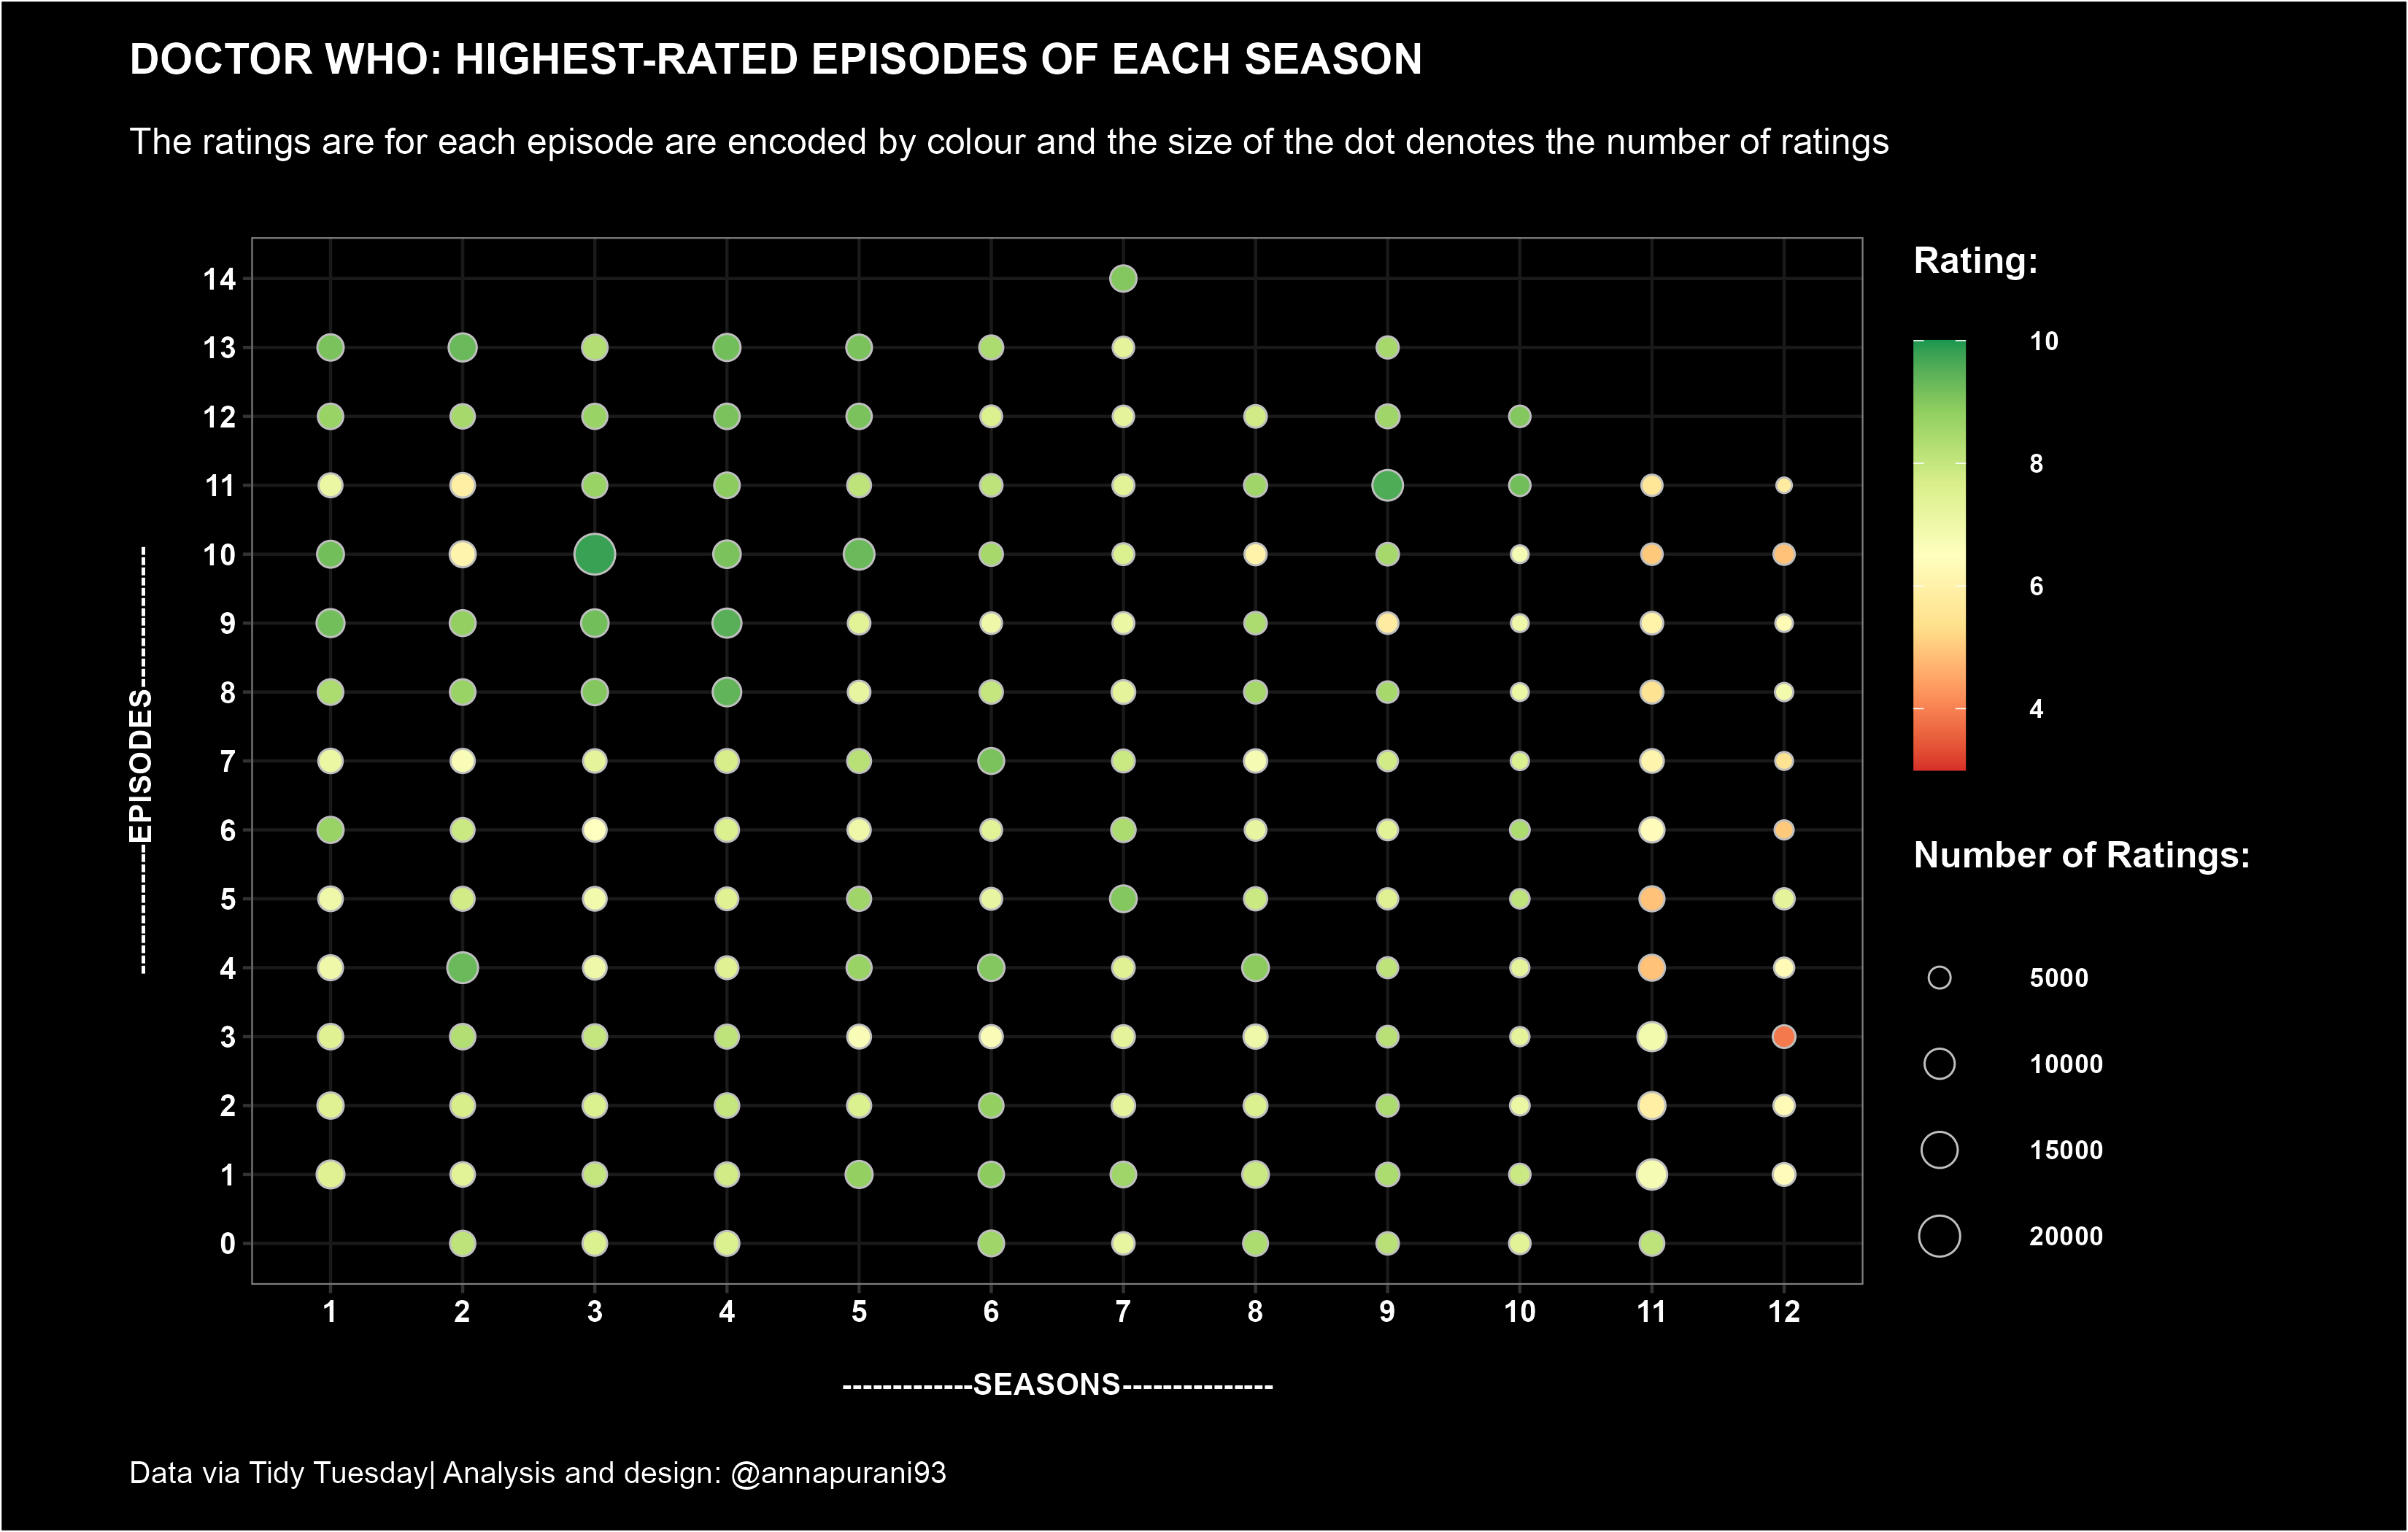 DOCTOR WHO: HIGHEST-RATED EPISODES OF EACH SEASON
The ratings are for each episode are encoded by colour and the size of the dot denotes the number of ratings
14
13
12
11
10
9
8
7
6
5
4
3
2
1
0
------------EPISODES--------------
1 2 3 4 5 6 7 8 9 10 11 12
-------------SEASONS---------------
Rating:
10
8
6
4
Number of Ratings:
5000
10000
15000
20000
Data via Tidy Tuesday| Analysis and design: @annapurani93